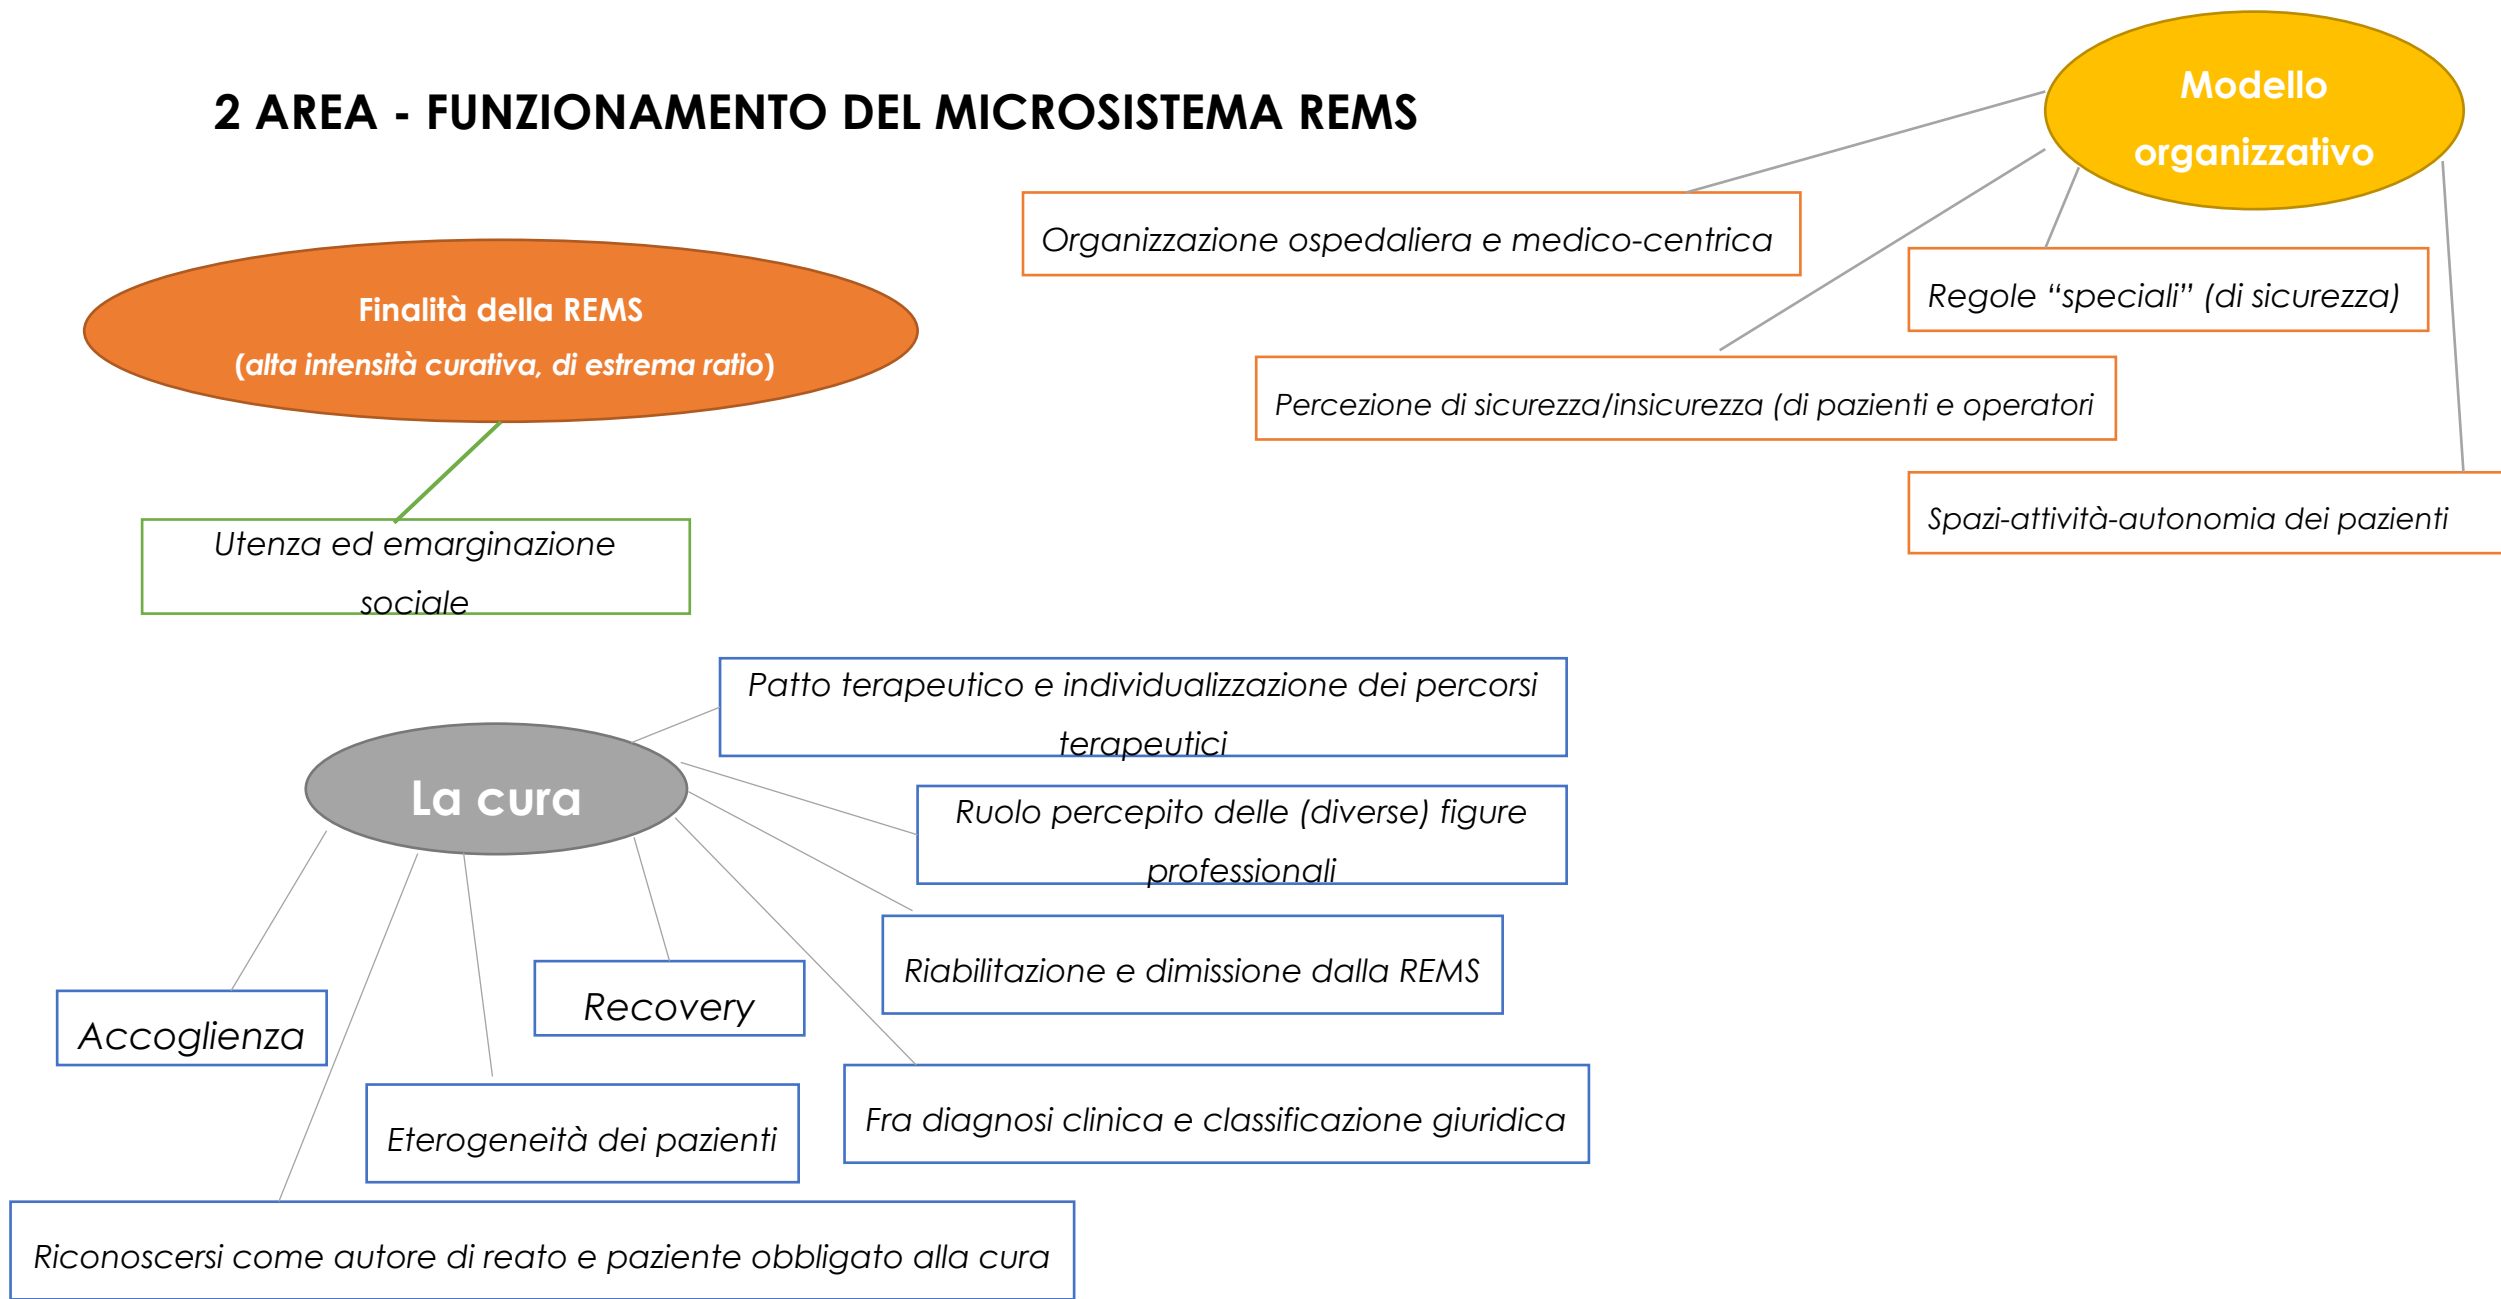 2 AREA - FUNZIONAMENTO DEL MICROSISTEMA REMS
Modello
organizzativo
Organizzazione ospedaliera e medico-centrica
Regole “speciali” (di sicurezza)
Percezione di sicurezza/insicurezza (di pazienti e operatori
Spazi-attività-autonomia dei pazienti
Finalità della REMS
(alta intensità curativa, di estrema ratio)
Utenza ed emarginazione
sociale
La cura
Patto terapeutico e individualizzazione dei percorsi
terapeutici
Ruolo percepito delle (diverse) figure
professionali
Riabilitazione e dimissione dalla REMS
Recovery
Accoglienza
Fra diagnosi clinica e classificazione giuridica
Eterogeneità dei pazienti
Riconoscersi come autore di reato e paziente obbligato alla cura